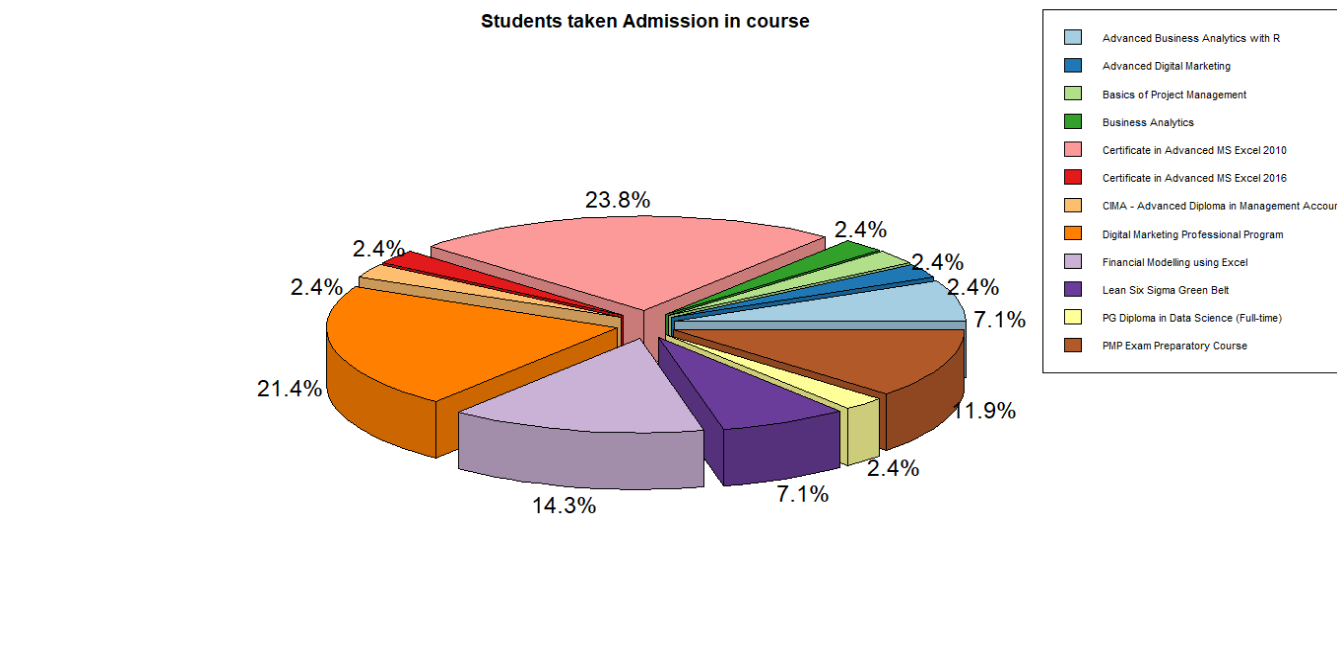 Students taken Admission in course
Advanced Business Analytics with R
Advanced Digital Marketing
Basics of Project Management
Business Analytics
Certificate in Advanced MS Excel 2010
Certificate in Advanced MS Excel 2016
CIMA - Advanced Diploma in Management Accour
Digital Marketing Professional Program
Financial Modelling using Excel
Lean Six Sigma Green Belt
PG Diploma in Data Science (Full-time)
PMP Exam Preparatory Course
23.8%
2.4%
2.4%
2.4%
2.4%
2.4%
7.1%
21.4%
11.9%
2.4%
7.1%
14.3%